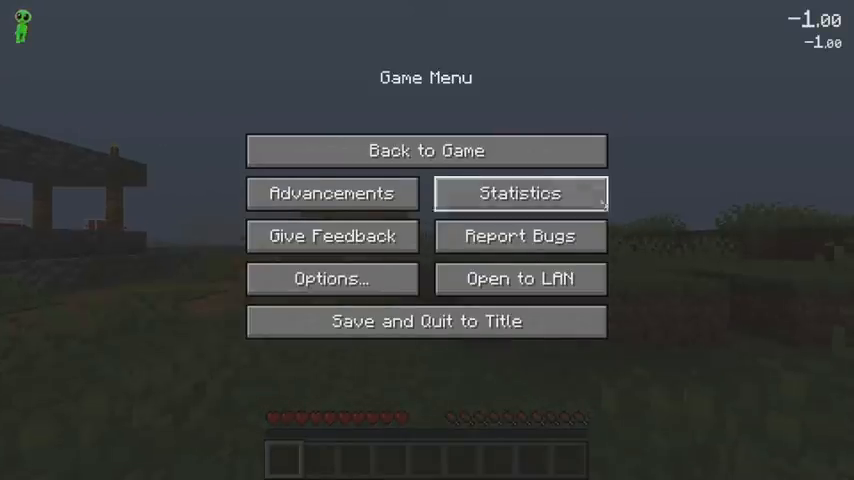 −1.00
−1.00
Game Menu
Back to Game
Advancements
Statistics
Give Feedback
Report Bugs
Options...
Open to LAN
Save and Quit to Title